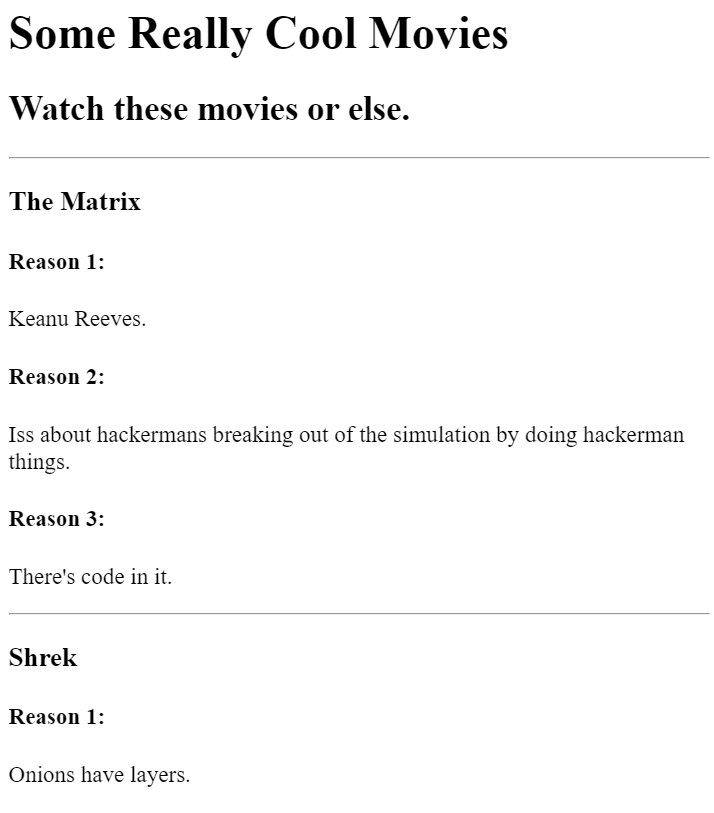 Some Really Cool Movies
Watch these movies or else.
The Matrix
Reason 1:
Keanu Reeves.
Reason 2:
Iss about hackermans breaking out of the simulation by doing hackerman
things.
Reason 3:
There's code in it.
Shrek
Reason 1:
Onions have layers.